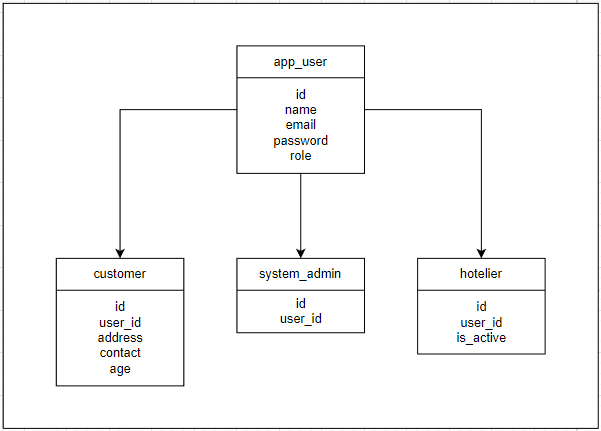 app_user
id
name
email
password
role
customer
id
user_id
address
contact
age
system_admin
id
user_id
hotelier
id
user_id
is_active